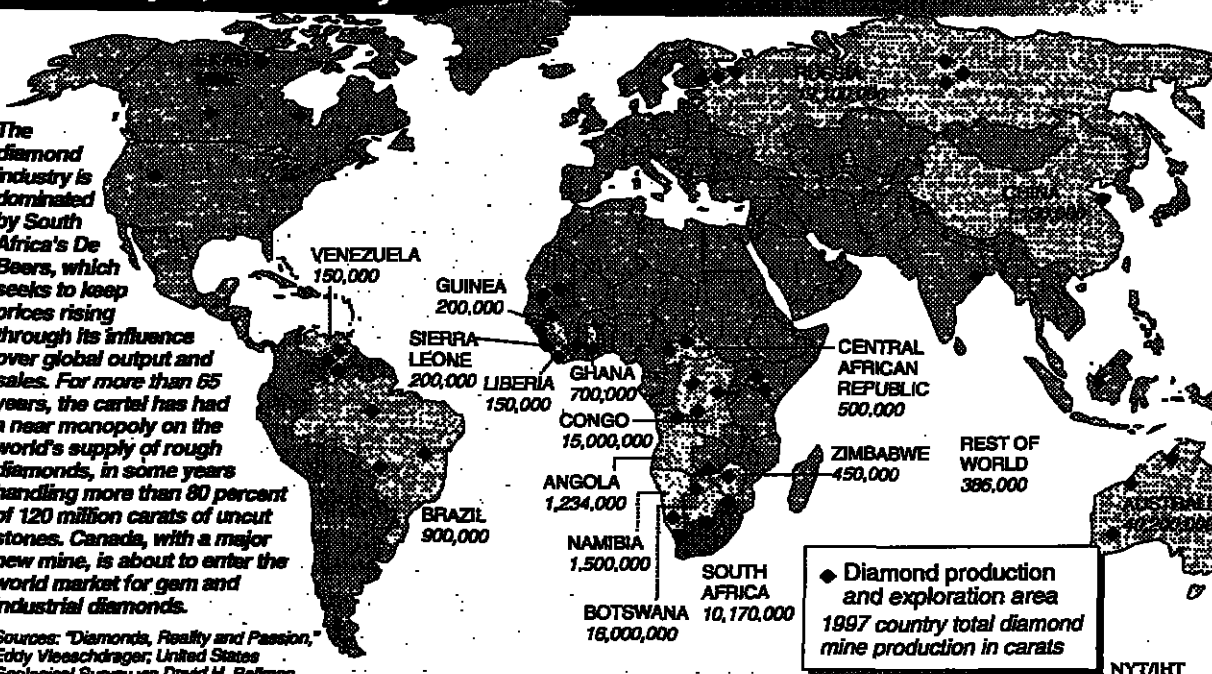 The
diamond
industry is
dominated
by South
Africa's De
Beers, which
seeks to keep
prices rising
through its influence
over global output and
sales. For more than 65
years, the cartel has had
a near monopoly on the
world's supply of rough
diamonds, in some years
handling more than 80 percent
of 120 million carats of uncut
stones. Canada, with a major
new mine, is about to enter the
world market for gem and
industrial diamonds.
Sources: "Diamonds, Reality and Passion,"
Eddy Vleeschdrager; United States
VENEZUELA
150,000
GUINEA
200,000
SIERRA
LEONE
200,000
LIBERIA
150,000
GHANA
700,000
CONGO
15,000,000
ANGOLA
1,234,000
NAMIBIA
1,500,000
BOTSWANA
16,000,000
SOUTH
AFRICA
10,170,000
BRAZIL
900,000
CENTRAL
AFRICAN
REPUBLIC
500,000
ZIMBABWE
450,000
REST OF
WORLD
386,000
RUSSIA
CHINA
AUSTRALIA
40,200,000
Diamond production
and exploration area
1997 country total diamond
mine production in carats
NYT/IHT